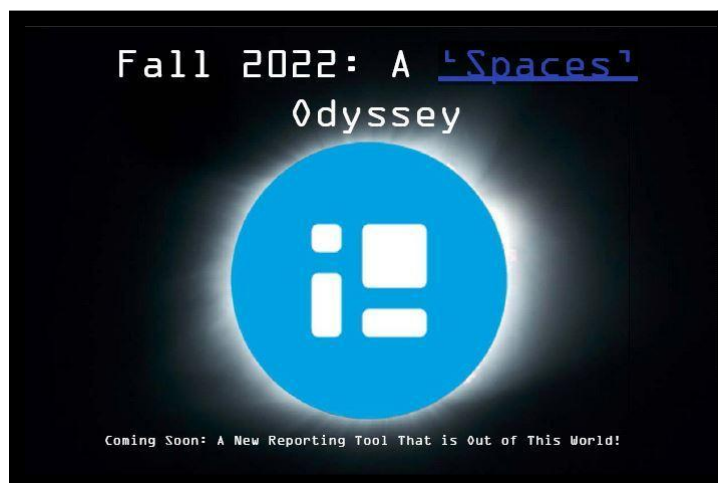 Fall 2022: A 'Spaces'
Odyssey
Coming Soon: A New Reporting Tool That is Out of This World!